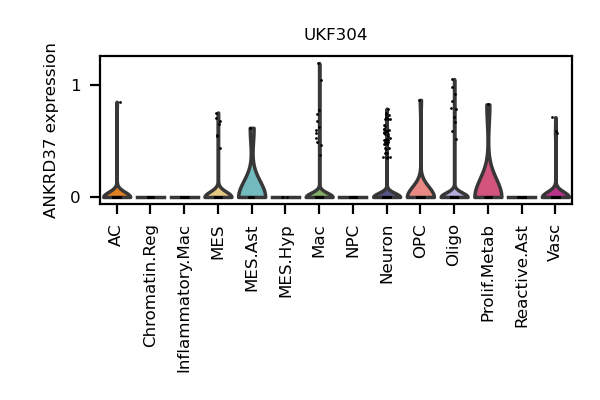 UKF304
ANKRD37 expression
1
0
AC
Chromatin.Reg
Inflammatory.Mac
MES
MES.Ast
MES.Hyp
Mac
NPC
Neuron
OPC
Oligo
Prolif.Metab
Reactive.Ast
Vasc